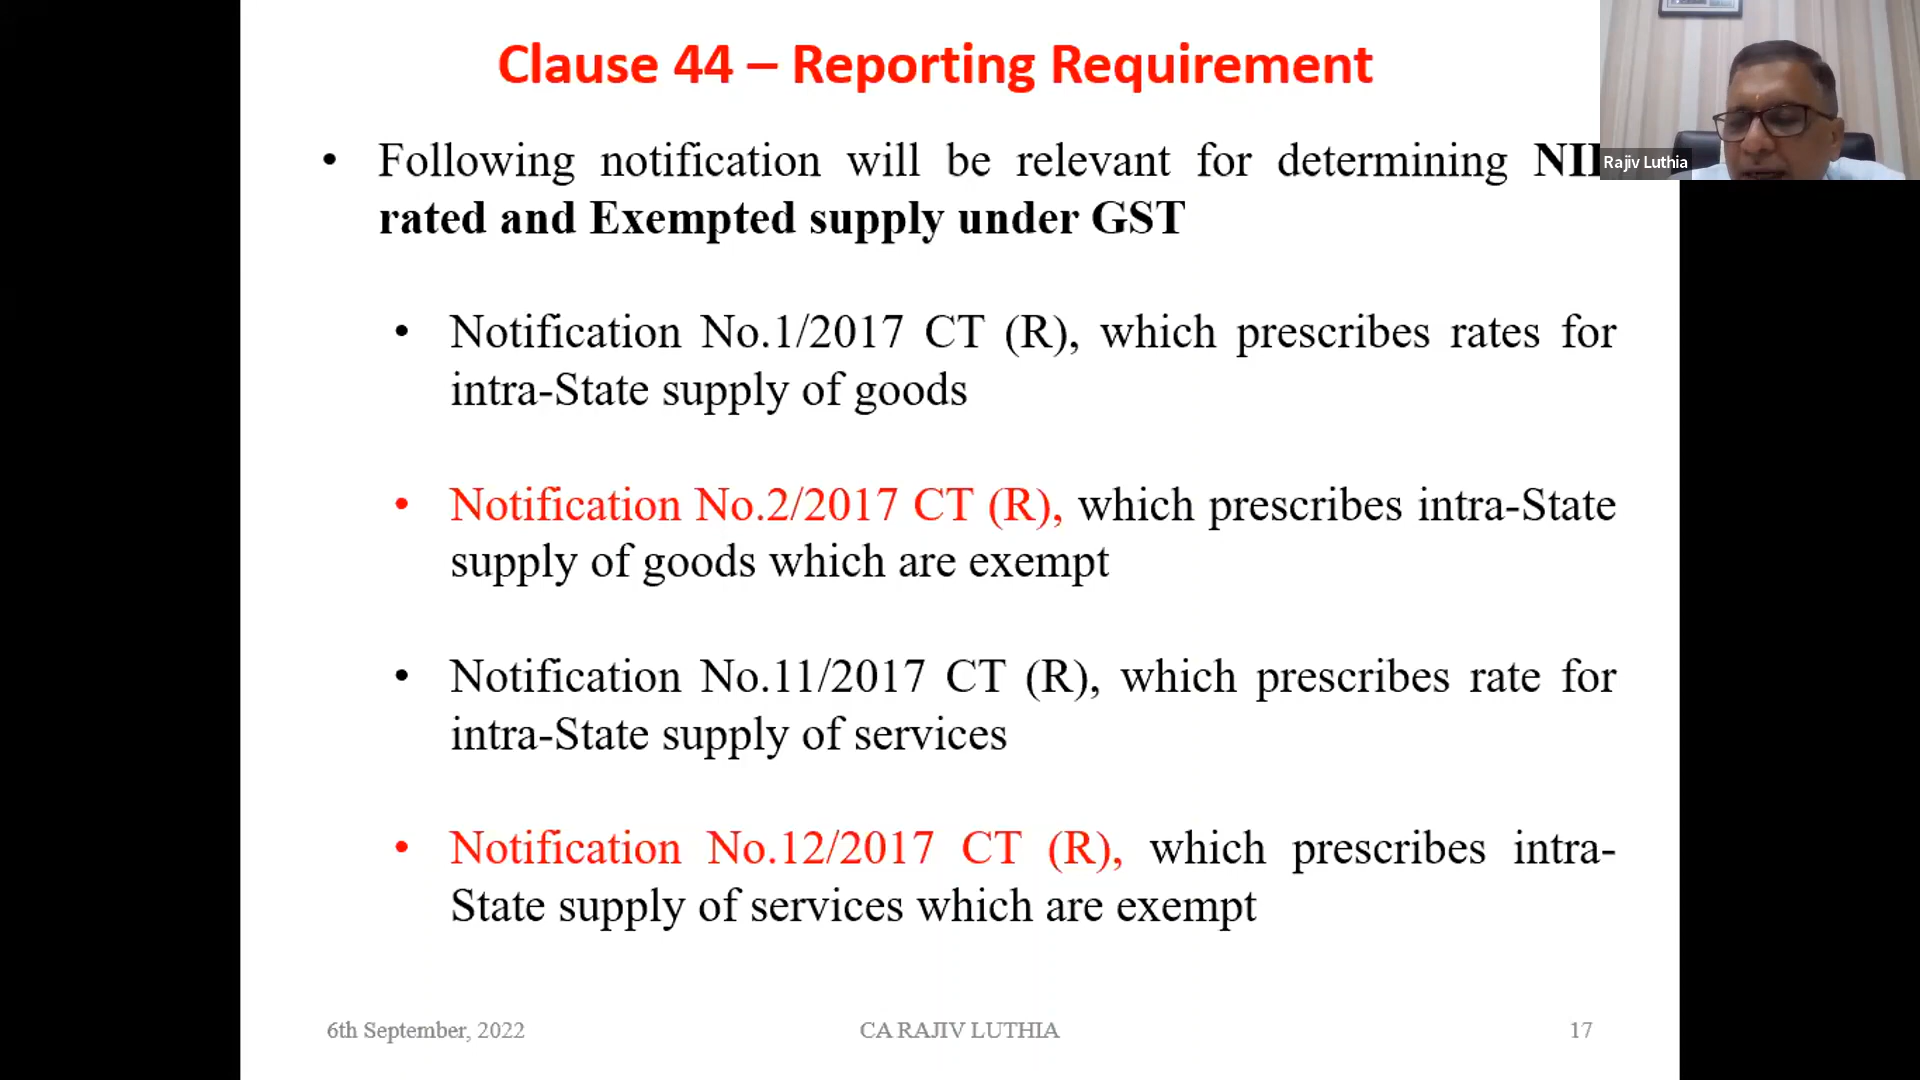 Clause 44 – Reporting Requirement
• Following notification will be relevant for determining
rated and Exempted supply under GST
Rajiv Luthia
• Notification No.1/2017 CT (R), which prescribes rates for
intra-State supply of goods
• Notification No.2/2017 CT (R), which prescribes intra-State
supply of goods which are exempt
• Notification No.11/2017 CT (R), which prescribes rate for
intra-State supply of services
• Notification No.12/2017 CT (R), which prescribes intra-
State supply of services which are exempt
6th September, 2022
CA RAJIV LUTHIA
17